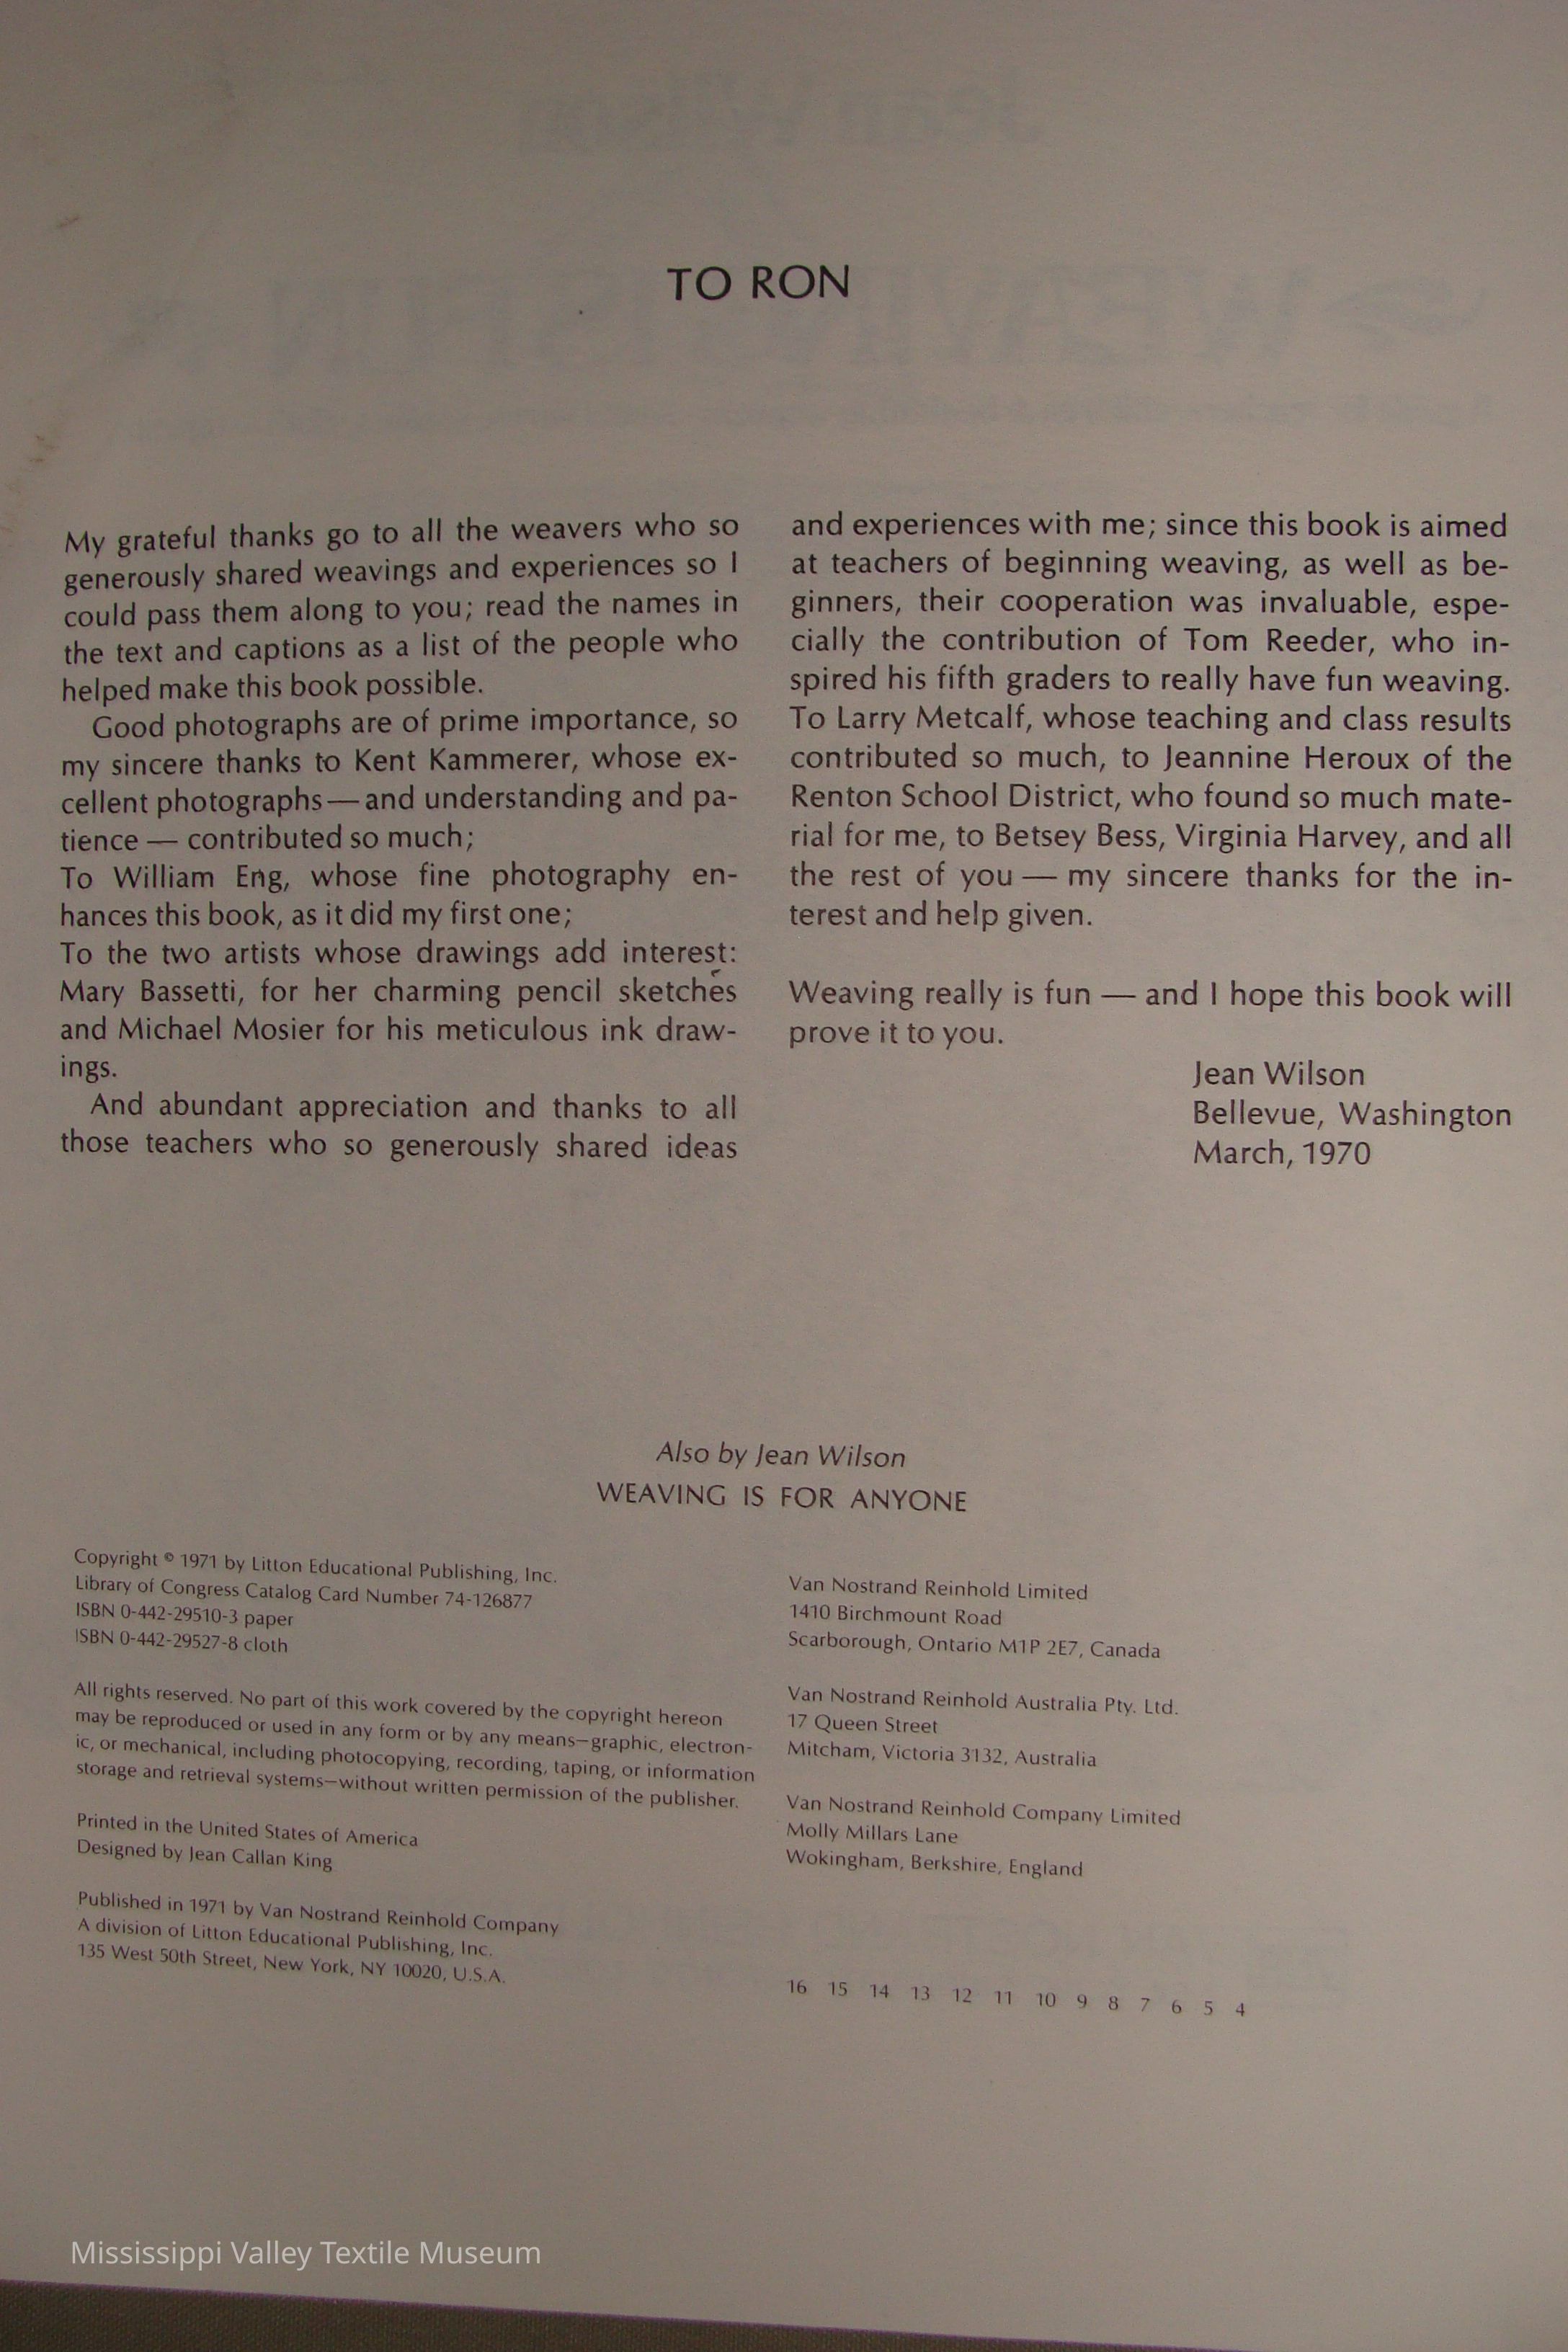 TO RON
My grateful thanks go to all the weavers who so
generously shared weavings and experiences so I
could pass them along to you; read the names in
the text and captions as a list of the people who
helped make this book possible.
Good photographs are of prime importance, so
my sincere thanks to Kent Kammerer, whose ex-
cellent photographs—and understanding and pa-
tience — contributed so much;
To William Eng, whose fine photography en-
hances this book, as it did my first one;
To the two artists whose drawings add interest:
Mary Bassetti, for her charming pencil sketches
and Michael Mosier for his meticulous ink draw-
ings.
And abundant appreciation and thanks to all
those teachers who so generously shared ideas
and experiences with me; since this book is aimed
at teachers of beginning weaving, as well as be-
ginners, their cooperation was invaluable, espe-
cially the contribution of Tom Reeder, who in-
spired his fifth graders to really have fun weaving.
To Larry Metcalf, whose teaching and class results
contributed so much, to Jeannine Heroux of the
Renton School District, who found so much mate-
rial for me, to Betsey Bess, Virginia Harvey, and all
the rest of you — my sincere thanks for the in-
terest and help given.
Weaving really is fun — and I hope this book will
prove it to you.
Jean Wilson
Bellevue, Washington
March, 1970
Also by Jean Wilson
WEAVING IS FOR ANYONE
Copyright © 1971 by Litton Educational Publishing, Inc.
Library of Congress Catalog Card Number 74-126877
ISBN 0-442-29510-3 paper
ISBN 0-442-29527-8 cloth
All rights reserved. No part of this work covered by the copyright hereon
may be reproduced or used in any form or by any means—graphic, electron-
ic, or mechanical, including photocopying, recording, taping, or information
storage and retrieval systems—without written permission of the publisher.
Printed in the United States of America
Designed by Jean Callan King
Published in 1971 by Van Nostrand Reinhold Company
A division of Litton Educational Publishing, Inc.
135 West 50th Street, New York, NY 10020, U.S.A.
Van Nostrand Reinhold Limited
1410 Birchmount Road
Scarborough, Ontario M1P 2E7, Canada
Van Nostrand Reinhold Australia Pty. Ltd.
17 Queen Street
Mitcham, Victoria 3132, Australia
Van Nostrand Reinhold Company Limited
Molly Millars Lane
Wokingham, Berkshire, England
16 15 14 13 12 11 10 9 8 7 6 5 4
Mississippi Valley Textile Museum